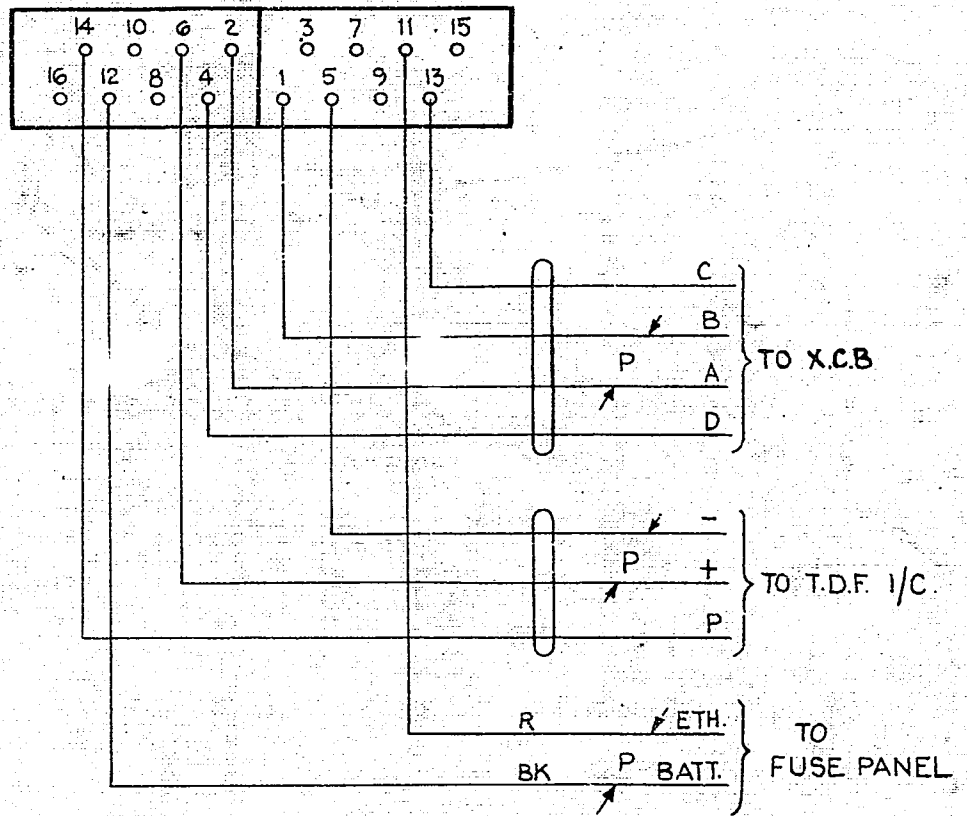 14 10 6 2 3 7 11 15
16 12 8 4 1 5 9 13
C
B
P
A
TO X.C.B
D
-
P
+
TO T.D.F. I/C.
P
R ETH.
TO
P
FUSE PANEL
BK BATT.